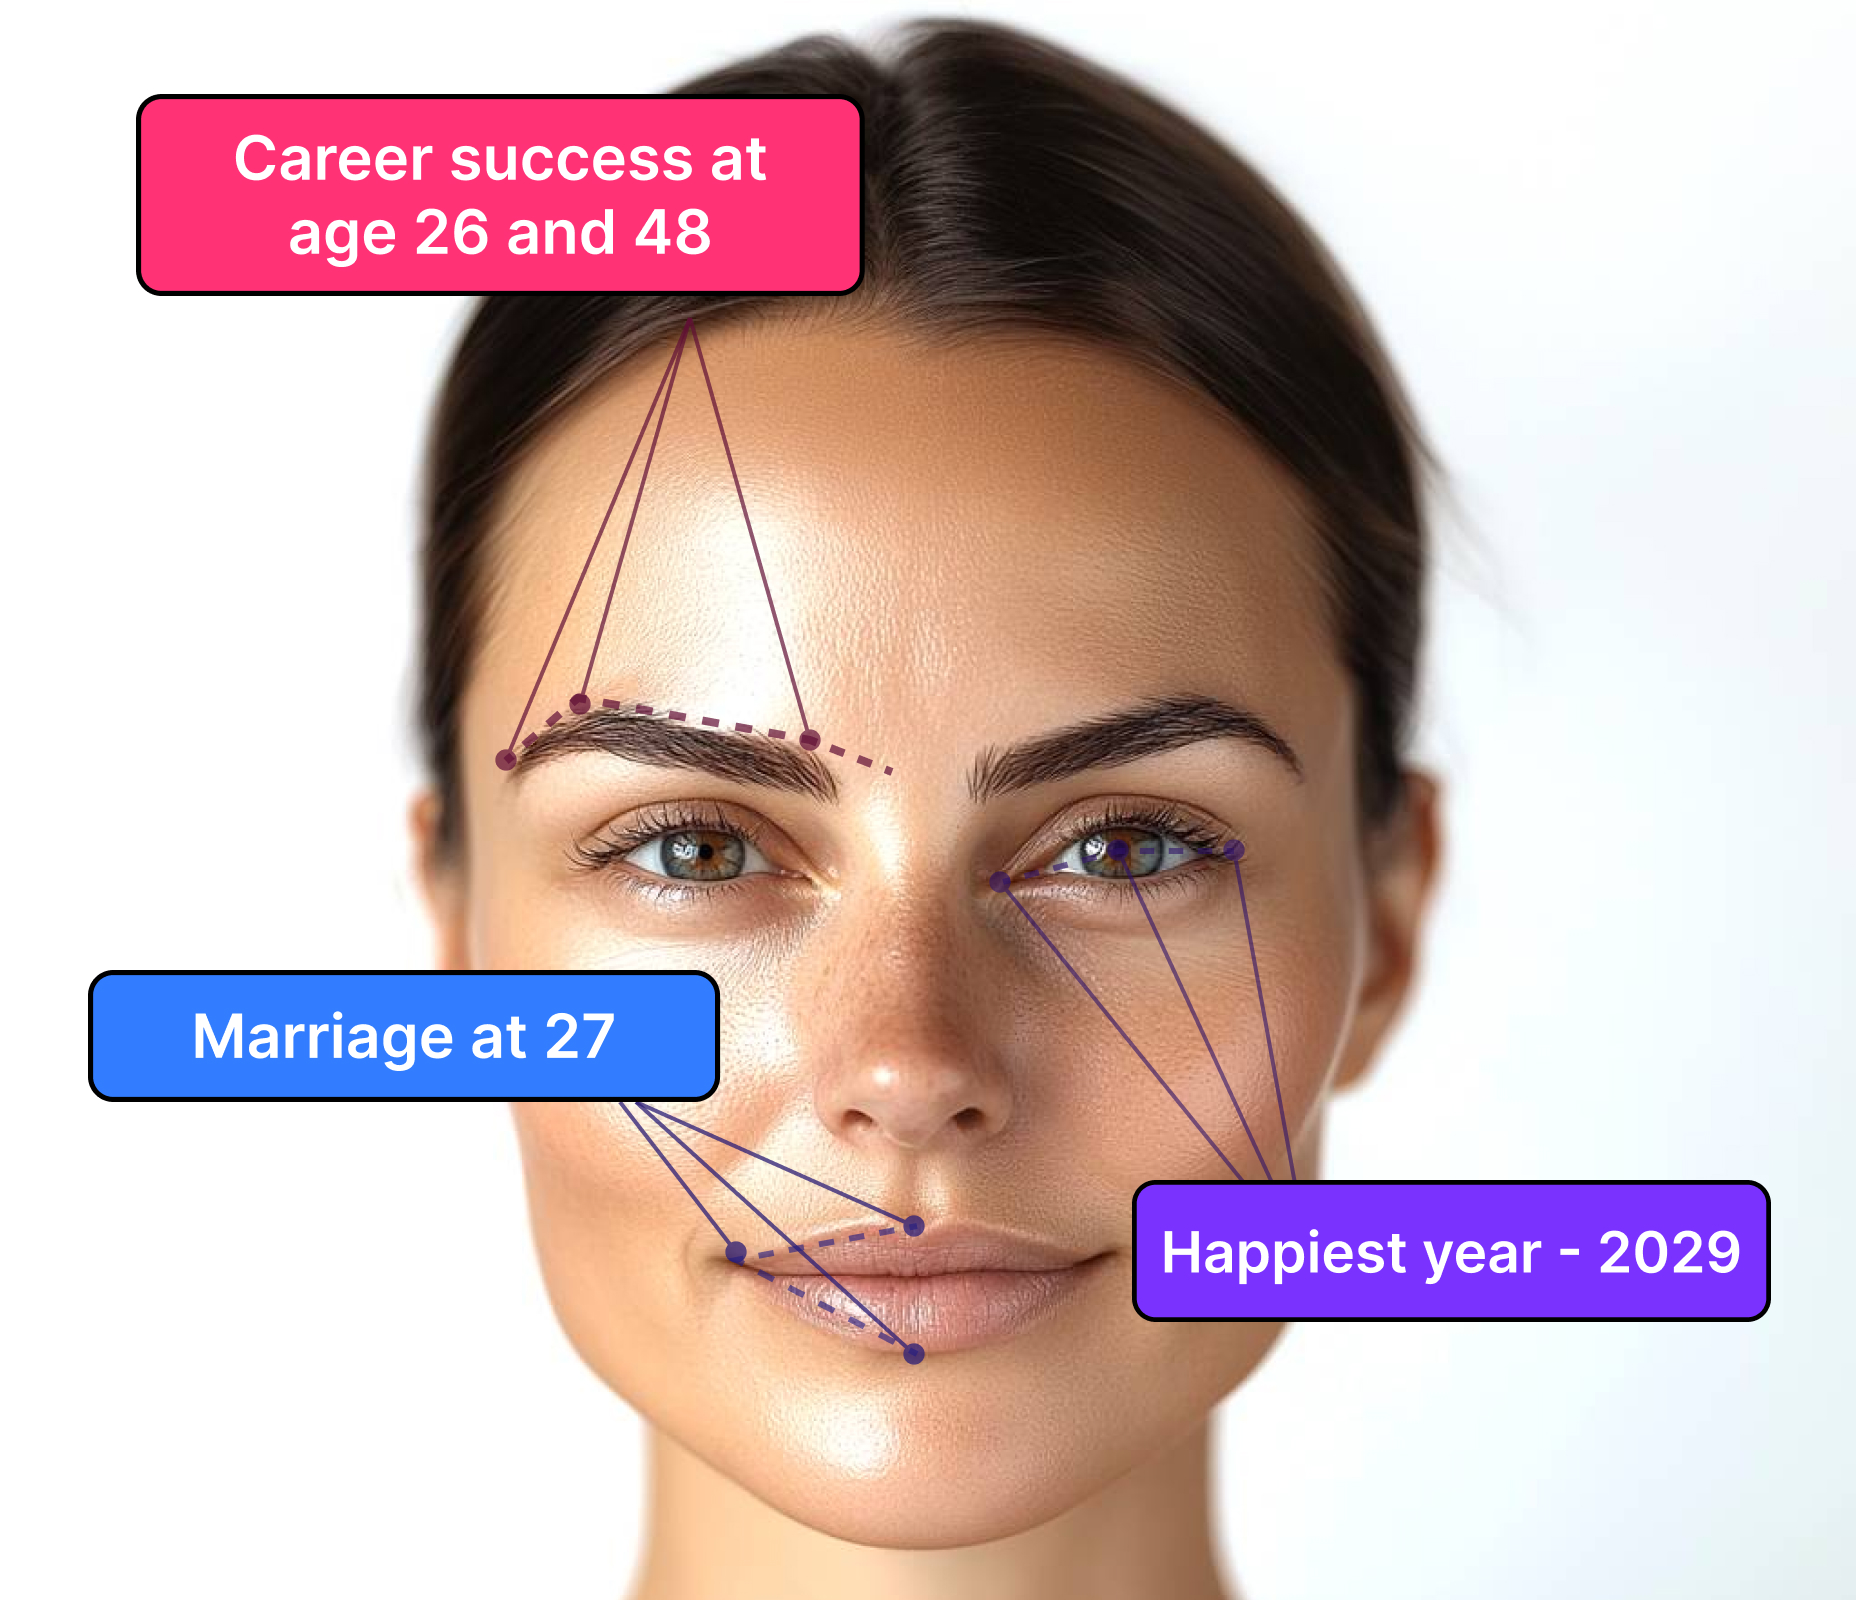 Career success at
age 26 and 48
Marriage at 27
Happiest year - 2029